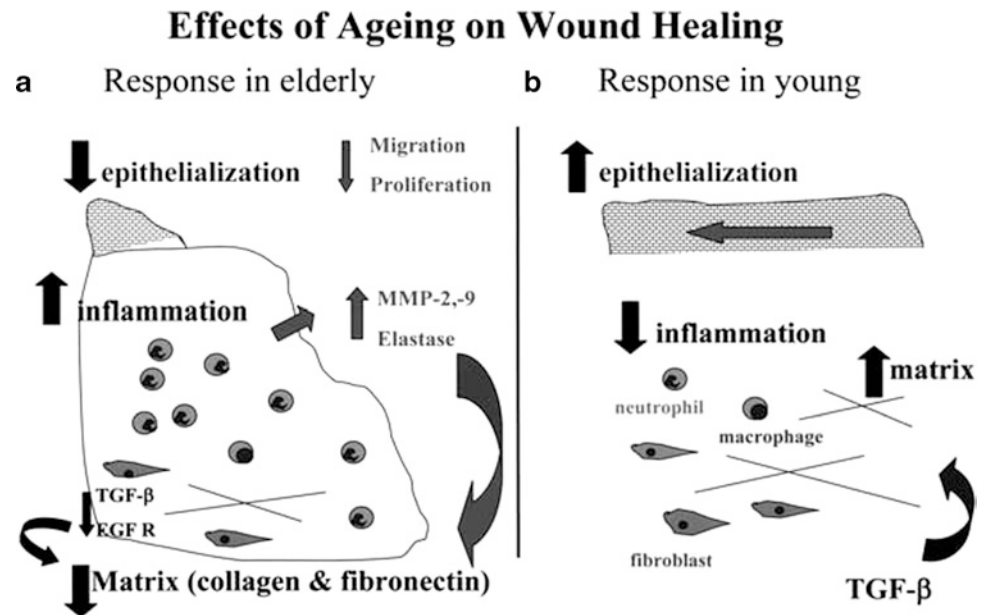 Effects of Ageing on Wound Healing
a Response in elderly
epithelialization
Migration
Proliferation
inflammation
MMP-2,-9
Elastase
TGF-β
EGF R
Matrix (collagen & fibronectin)
b Response in young
epithelialization
inflammation
matrix
neutrophil
macrophage
fibroblast
TGF-β